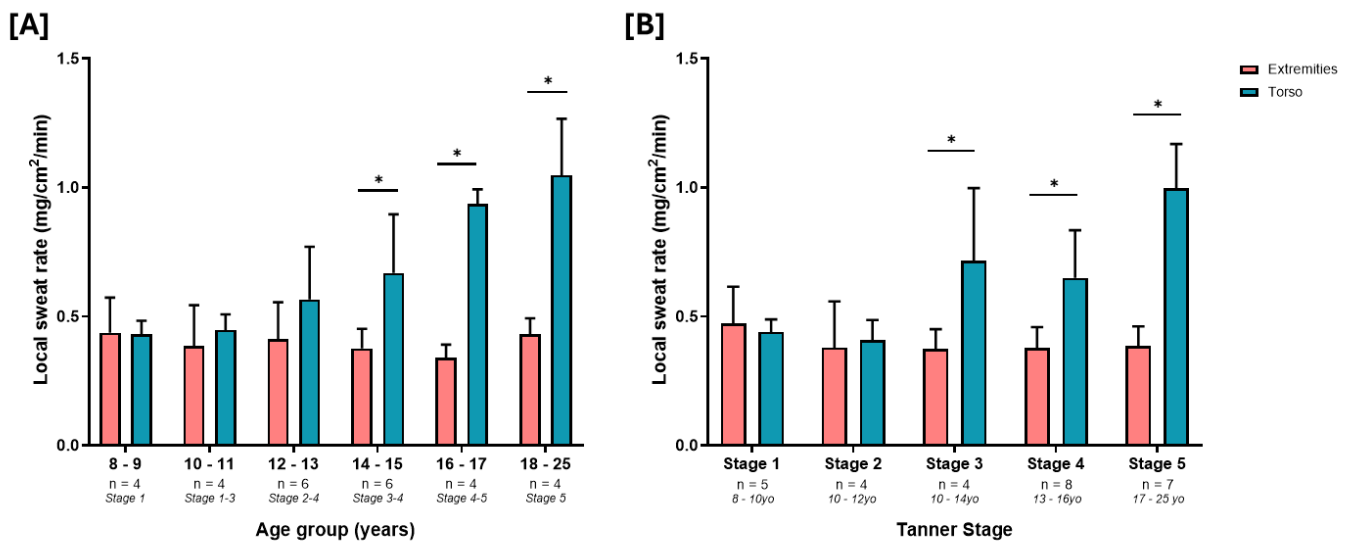 [A]
Local sweat rate (mg/cm²/min)
1.5
1.0
0.5
0.0
*
*
*
8 - 9
n = 4
Stage 1
10 - 11
n = 4
Stage 1-3
12 - 13
n = 6
Stage 2-4
14 - 15
n = 6
Stage 3-4
16 - 17
n = 4
Stage 4-5
18 - 25
n = 4
Stage 5
Age group (years)
[B]
Local sweat rate (mg/cm²/min)
1.5
1.0
0.5
0.0
*
*
*
Stage 1
n = 5
8 - 10yo
Stage 2
n = 4
10 - 12yo
Stage 3
n = 4
10 - 14yo
Stage 4
n = 8
13 - 16yo
Stage 5
n = 7
17 - 25 yo
Tanner Stage
Extremities
Torso